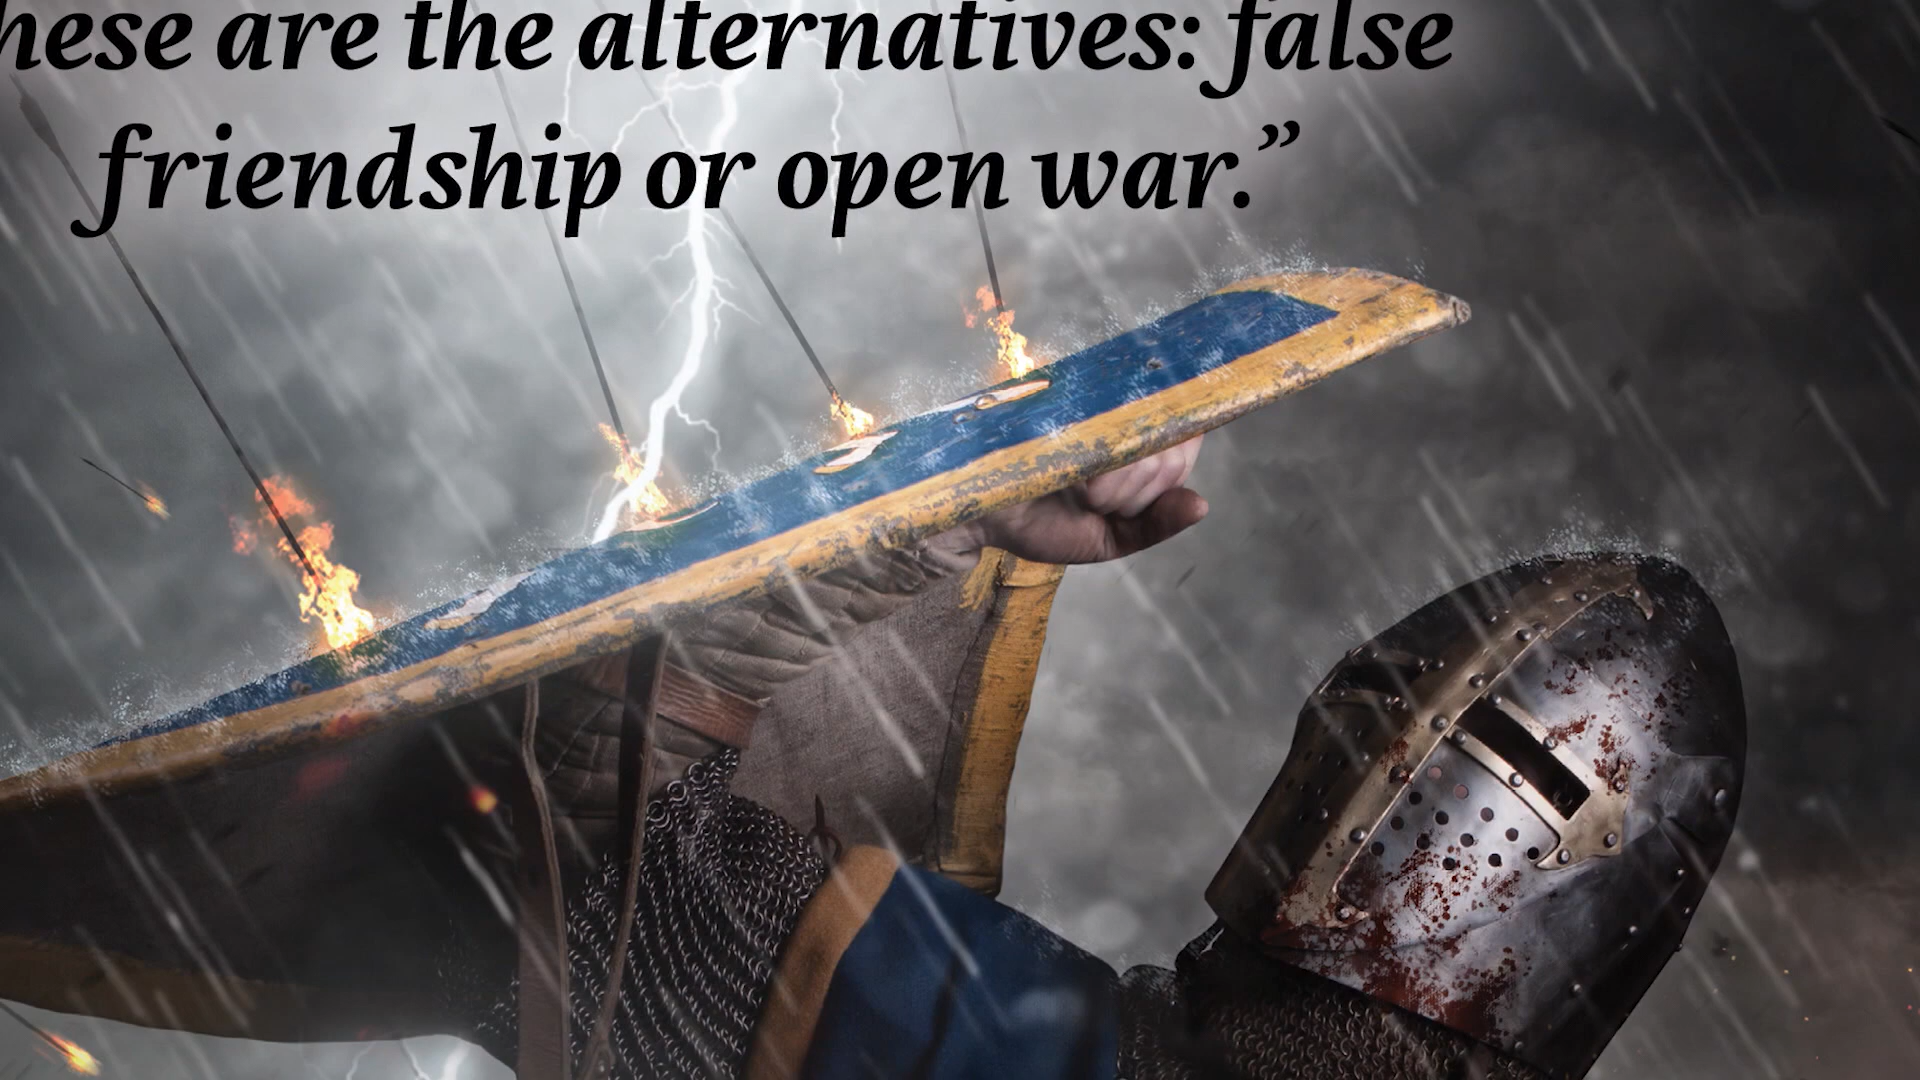 hese are the alternatives: false
friendship or open war.”